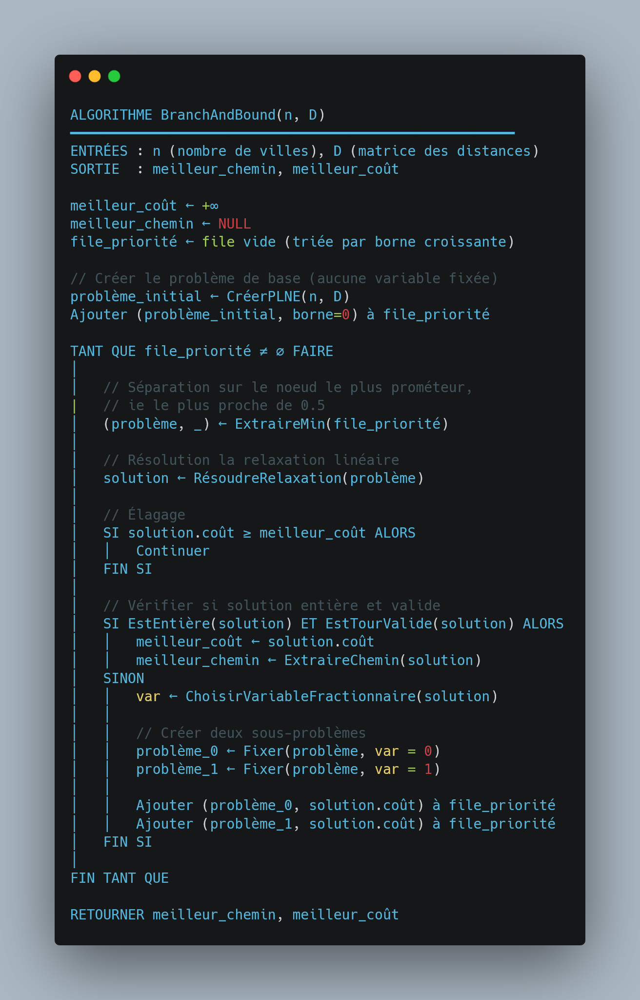 ALGORITHME BranchAndBound(n, D)
ENTRÉES : n (nombre de villes), D (matrice des distances)
SORTIE  : meilleur_chemin, meilleur_coût
meilleur_coût ← +∞
meilleur_chemin ← NULL
file_priorité ← file vide (triée par borne croissante)
// Créer le problème de base (aucune variable fixée)
problème_initial ← CréerPLNE(n, D)
Ajouter (problème_initial, borne=0) à file_priorité
TANT QUE file_priorité ≠ ∅ FAIRE
│
│   // Séparation sur le noeud le plus prométeur,
|   // ie le plus proche de 0.5
│   (problème, _) ← ExtraireMin(file_priorité)
│
│   // Résolution la relaxation linéaire
│   solution ← RésoudreRelaxation(problème)
│
│   // Élagage
│   SI solution.coût ≥ meilleur_coût ALORS
│   │   Continuer
│   FIN SI
│
│   // Vérifier si solution entière et valide
│   SI EstEntière(solution) ET EstTourValide(solution) ALORS
│   │   meilleur_coût ← solution.coût
│   │   meilleur_chemin ← ExtraireChemin(solution)
│   SINON
│   │   var ← ChoisirVariableFractionnaire(solution)
│   │
│   │   // Créer deux sous-problèmes
│   │   problème_0 ← Fixer(problème, var = 0)
│   │   problème_1 ← Fixer(problème, var = 1)
│   │
│   │   Ajouter (problème_0, solution.coût) à file_priorité
│   │   Ajouter (problème_1, solution.coût) à file_priorité
│   FIN SI
│
FIN TANT QUE
RETOURNER meilleur_chemin, meilleur_coût